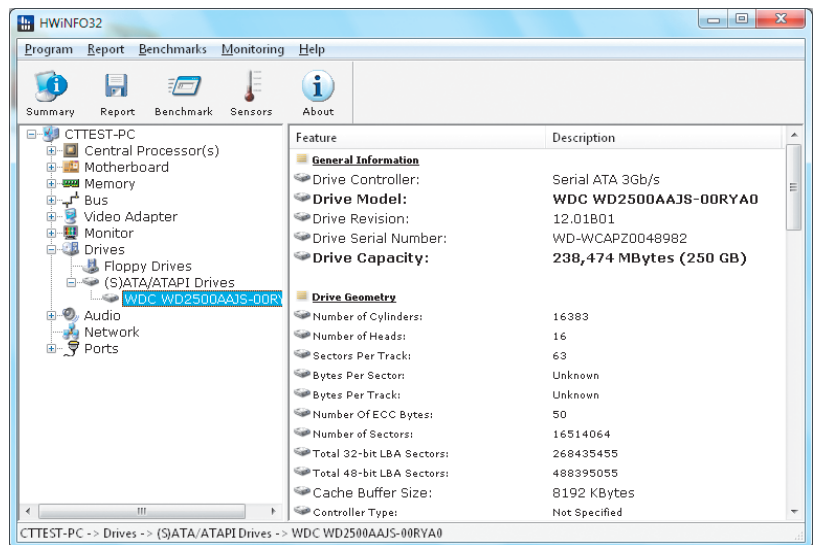 HWiNFO32
Program Report Benchmarks Monitoring Help
Summary Report Benchmark Sensors About
CTTEST-PC
Central Processor(s)
Motherboard
Memory
Bus
Video Adapter
Monitor
Drives
Floppy Drives
(S)ATA/ATAPI Drives
WDC WD2500AAJS-00RY
Audio
Network
Ports
Feature Description
General Information
Drive Controller: Serial ATA 3Gb/s
Drive Model: WDC WD2500AAJS-00RYA0
Drive Revision: 12.01B01
Drive Serial Number: WD-WCAPZ0048982
Drive Capacity: 238,474 MBytes (250 GB)
Drive Geometry
Number of Cylinders: 16383
Number of Heads: 16
Sectors Per Track: 63
Bytes Per Sector: Unknown
Bytes Per Track: Unknown
Number Of ECC Bytes: 50
Number of Sectors: 16514064
Total 32-bit LBA Sectors: 268435455
Total 48-bit LBA Sectors: 488395055
Cache Buffer Size: 8192 KBytes
Controller Type: Not Specified
CTTEST-PC -> Drives -> (S)ATA/ATAPI Drives -> WDC WD2500AAJS-00RYA0